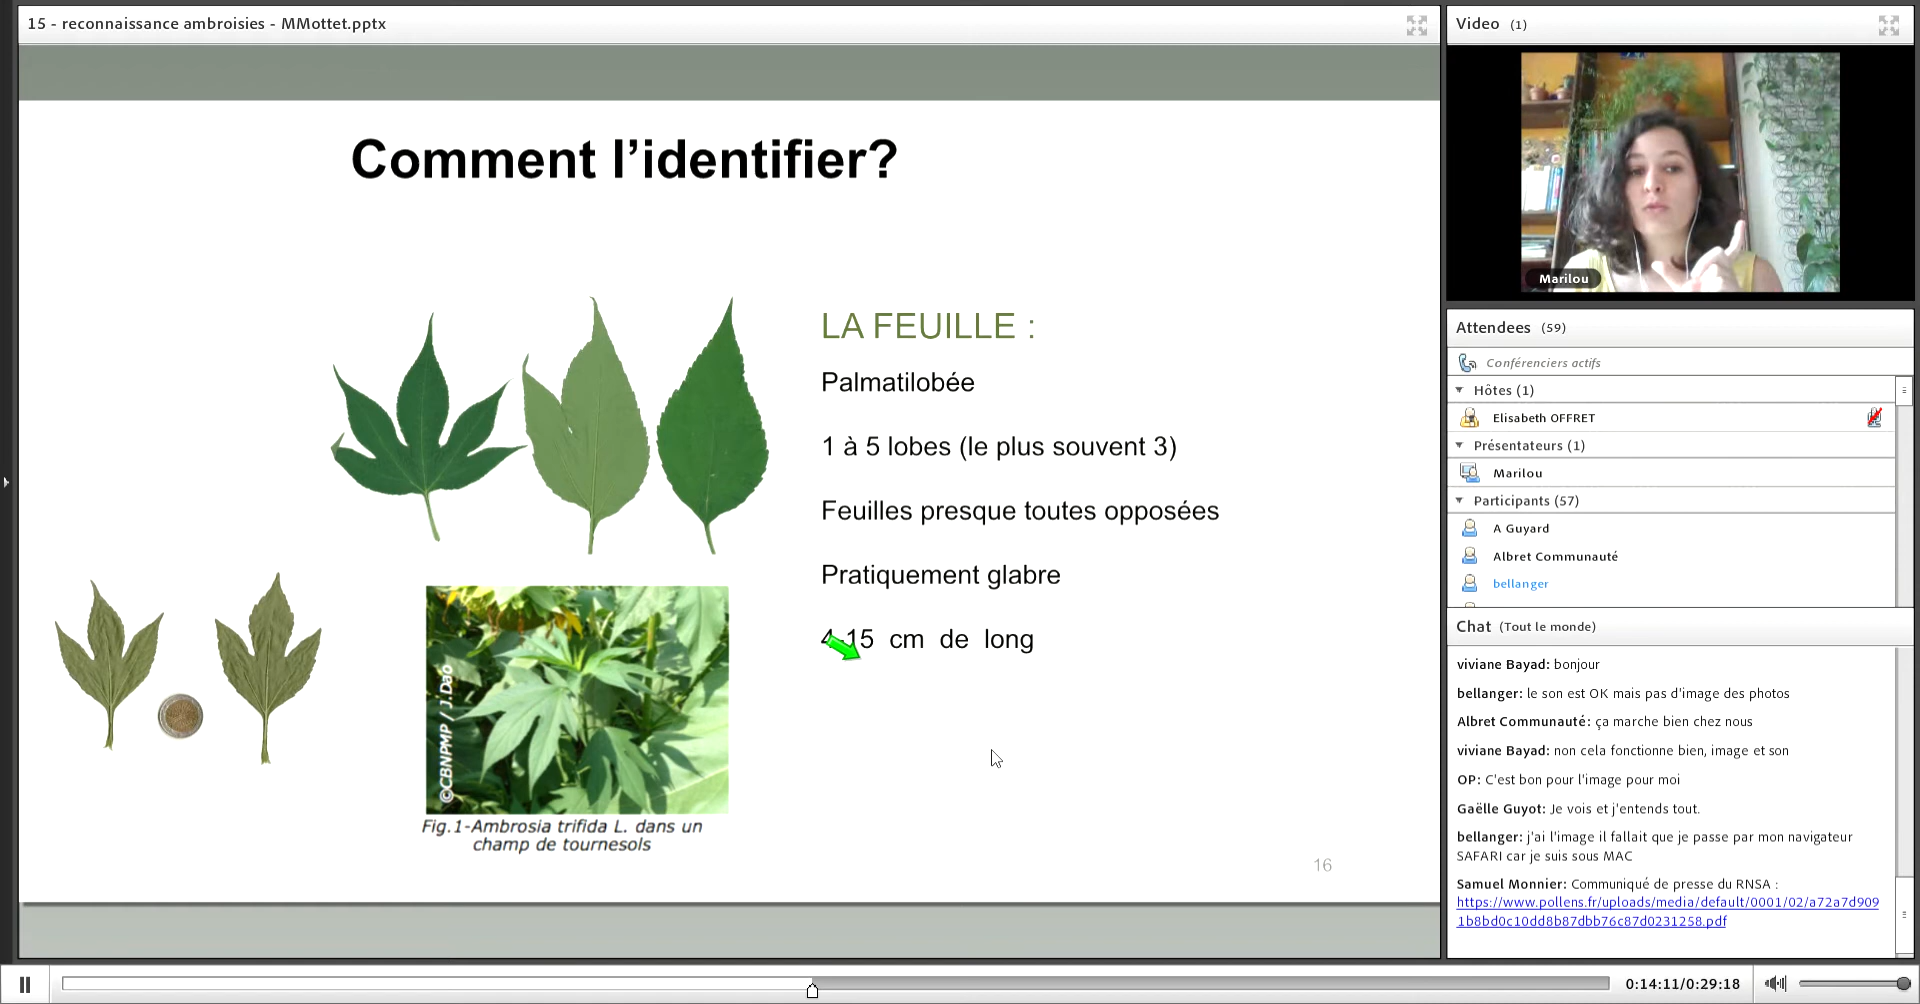 15 - reconnaissance ambroisies - MMottet.pptx
Comment l’identifier?
LA FEUILLE :
Palmatilobée
1 à 5 lobes (le plus souvent 3)
Feuilles presque toutes opposées
Pratiquement glabre
4-15 cm de long
©CBNPMP / J.Dao
Fig.1-Ambrosia trifida L. dans un
champ de tournesols
16
Video (1)
Marilou
Attendees (59)
Conférenciers actifs
Hôtes (1)
Elisabeth OFFRET
Présentateurs (1)
Marilou
Participants (57)
A Guyard
Albret Communauté
bellanger
Chat (Tout le monde)
viviane Bayad: bonjour
bellanger: le son est OK mais pas d'image des photos
Albret Communauté: ça marche bien chez nous
viviane Bayad: non cela fonctionne bien, image et son
OP: C'est bon pour l'image pour moi
Gaëlle Guyot: Je vois et j'entends tout.
bellanger: j'ai l'image il fallait que je passe par mon navigateur
SAFARI car je suis sous MAC
Samuel Monnier: Communiqué de presse du RNSA :
https://www.pollens.fr/uploads/media/default/0001/02/a72a7d909
1b8bd0c10dd8b87dbb76c87d0231258.pdf
0:14:11/0:29:18